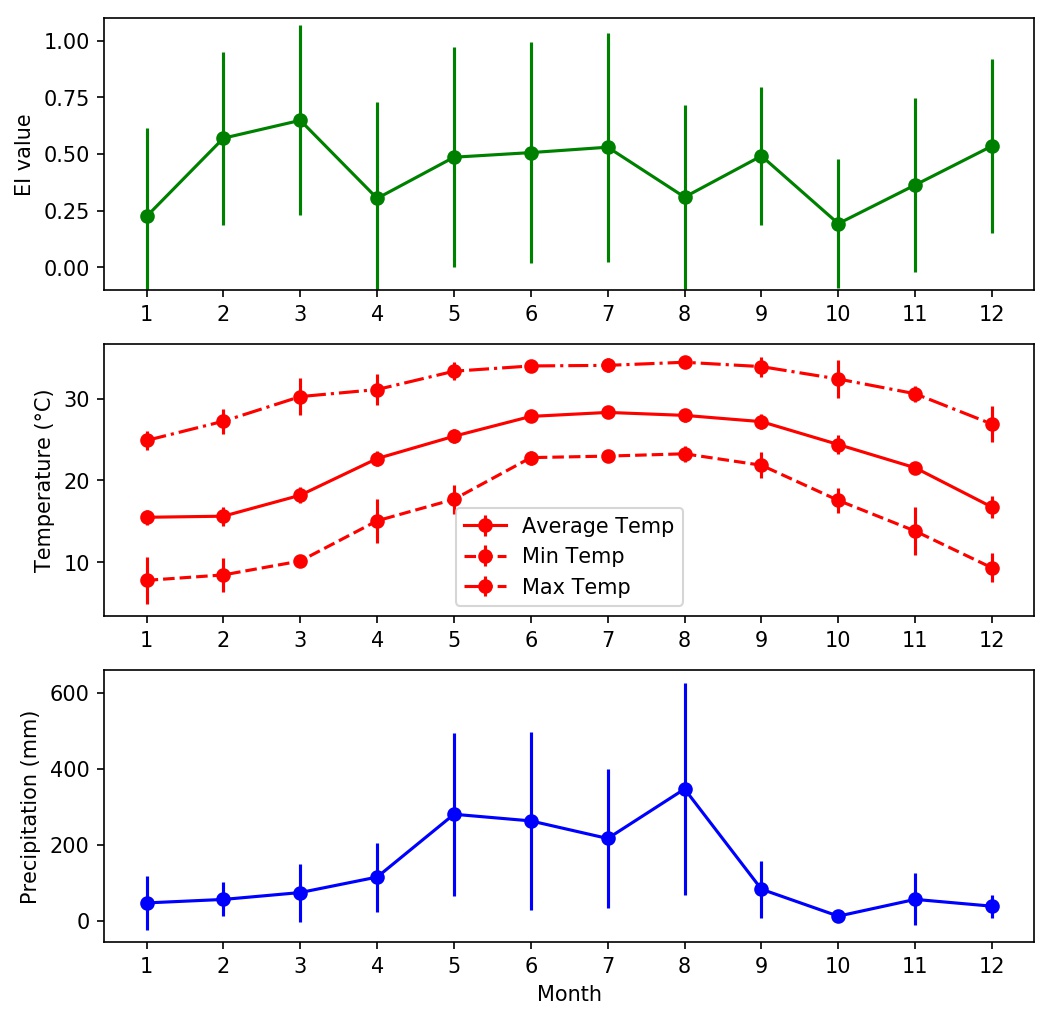 EI value
1.00
0.75
0.50
0.25
0.00
1 2 3 4 5 6 7 8 9 10 11 12
Temperature (°C)
30
20
10
Average Temp
Min Temp
Max Temp
1 2 3 4 5 6 7 8 9 10 11 12
Precipitation (mm)
600
400
200
0
1 2 3 4 5 6 7 8 9 10 11 12
Month